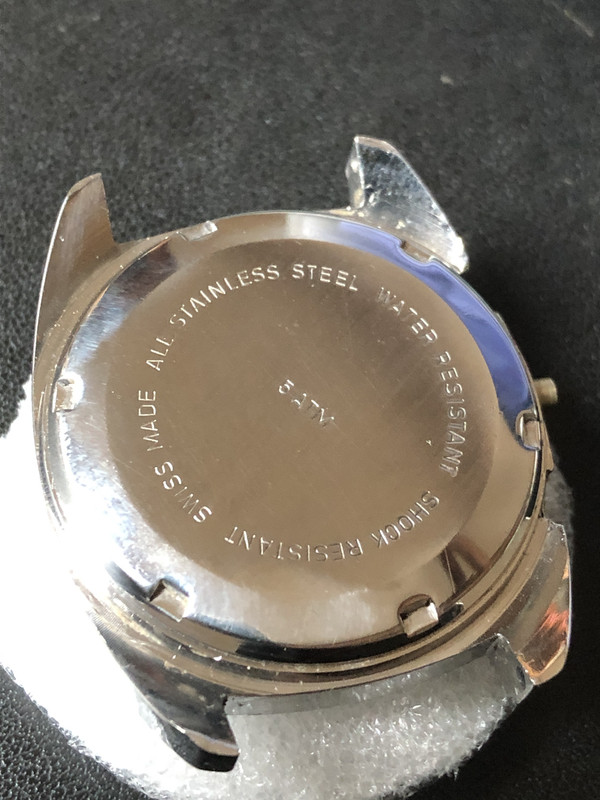 SWISS MADE ALL STAINLESS STEEL WATER RESISTANT SHOCK RESISTANT
5 ATM